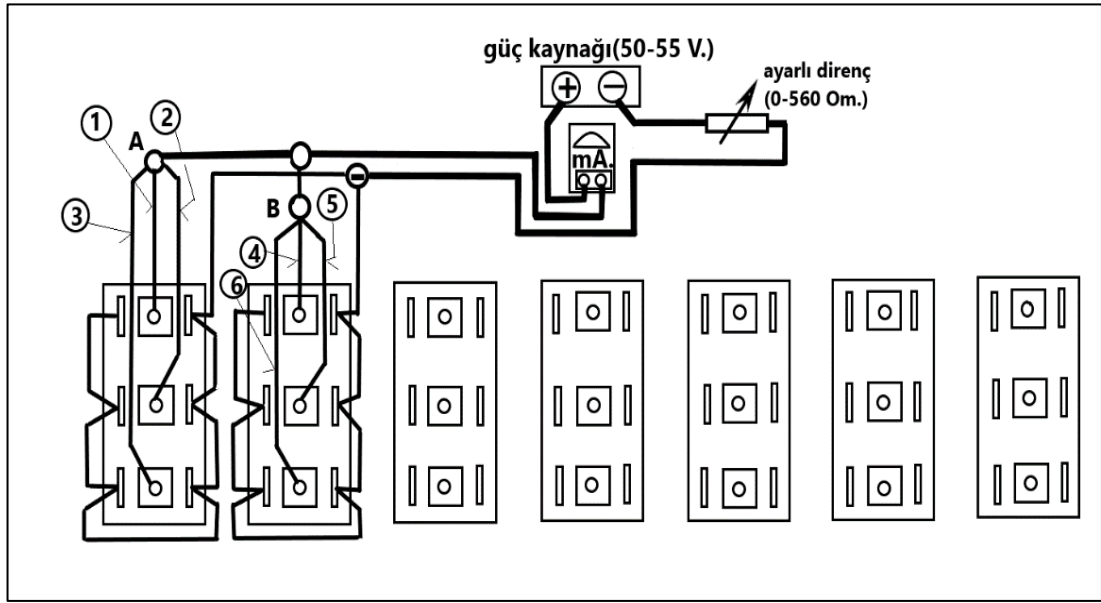 güç kaynağı(50-55 V.)
+ −
ayarlı direnç
(0-560 Om.)
mA.
1
2
A
3
−
B
5
4
6